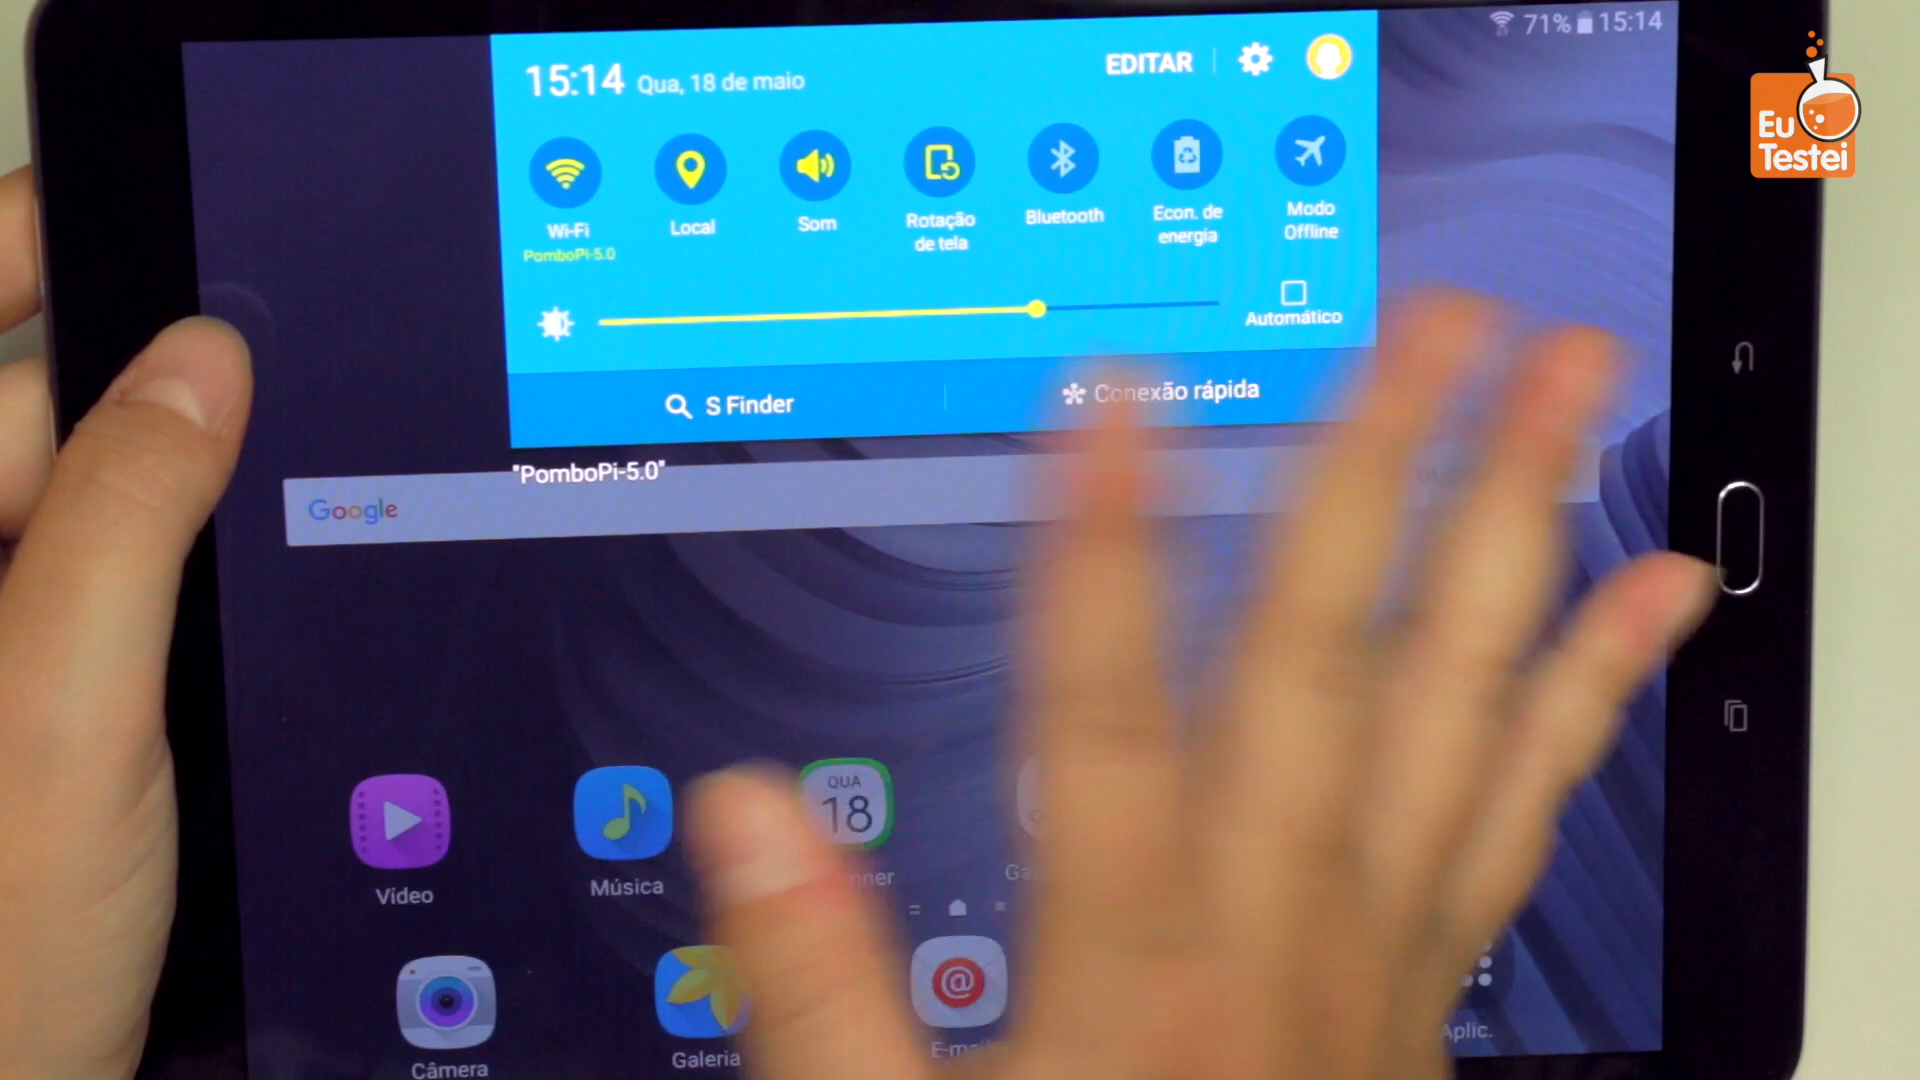 71% 15:14
15:14 Qua, 18 de maio
EDITAR
Eu
Testei
Wi-Fi
PomboPi-5.0
Local
Som
Rotação
de tela
Bluetooth
Econ. de
energia
Modo
Offline
Automático
S Finder
Conexão rápida
"PomboPi-5.0"
Google
QUA
18
Vídeo
Música
Câmera
Galeria
Aplic.